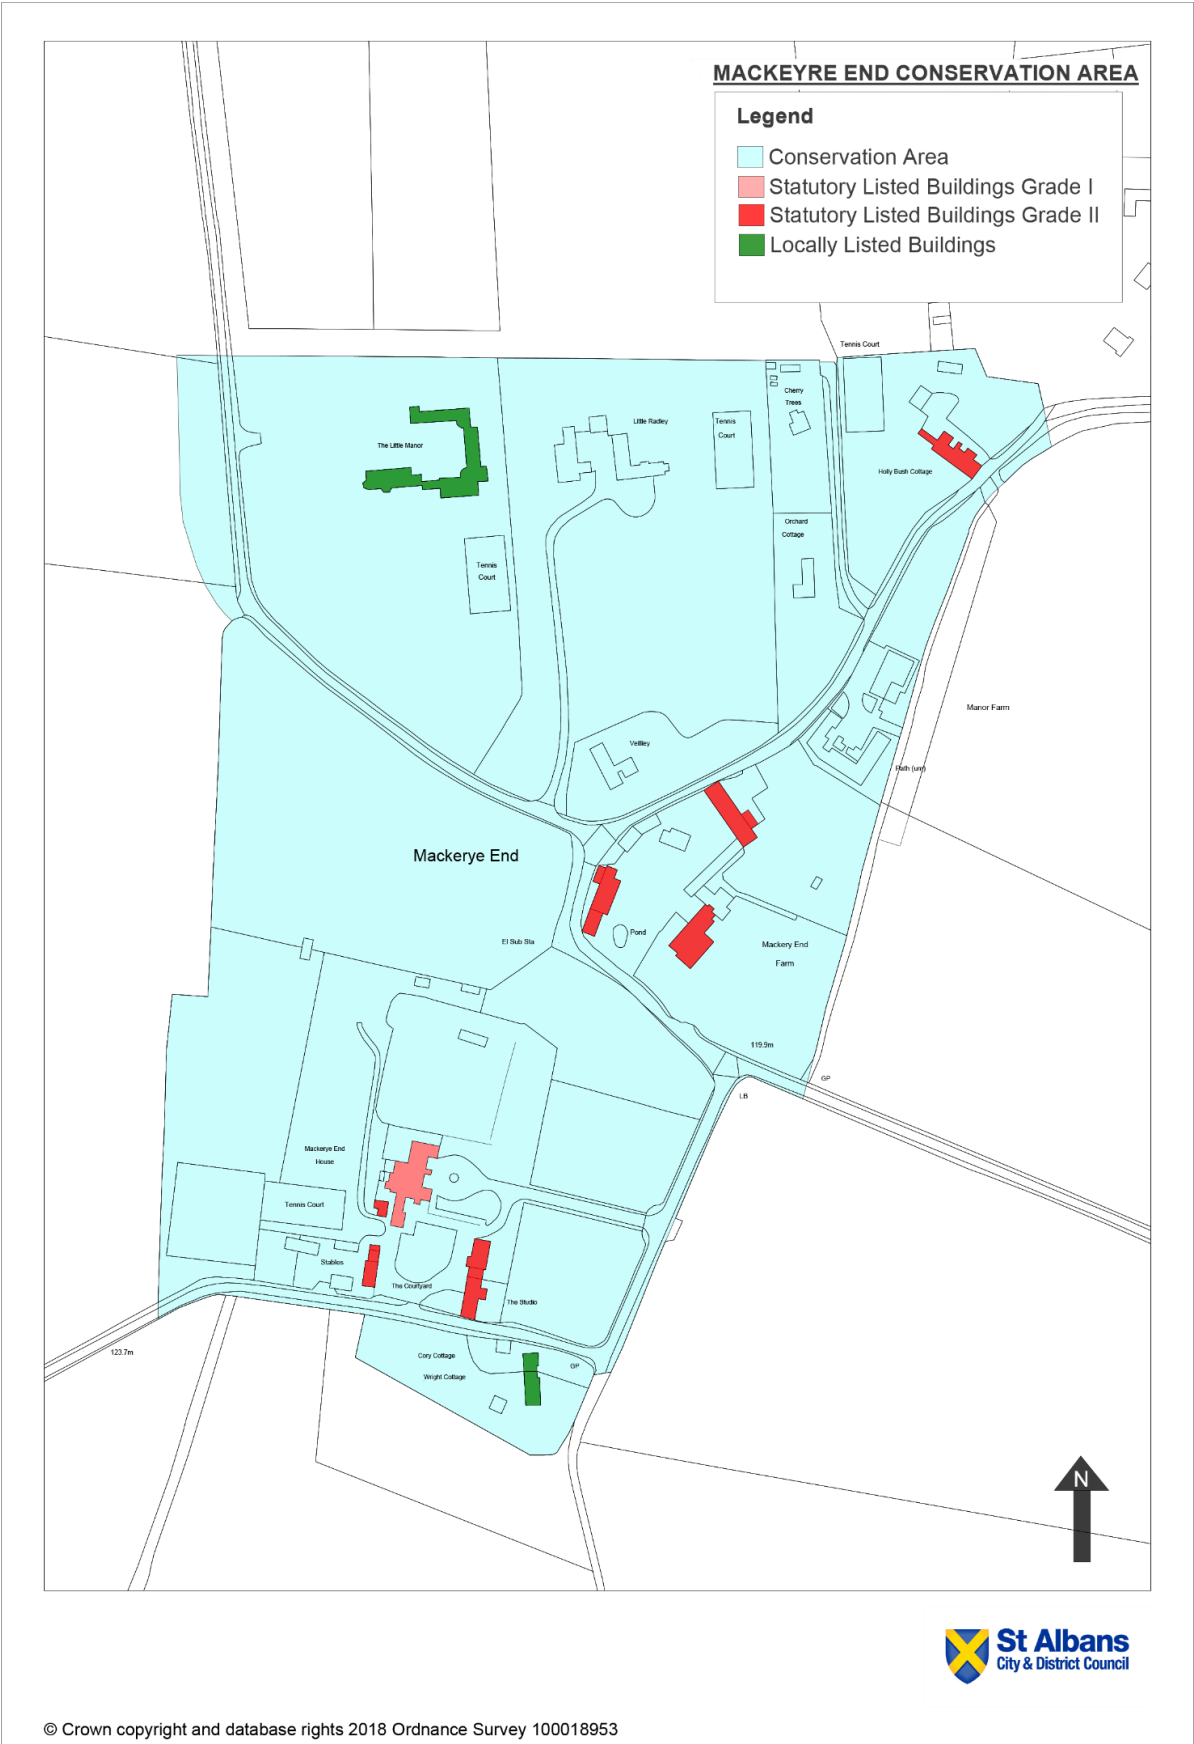 MACKEYRE END CONSERVATION AREA
Legend
Conservation Area
Statutory Listed Buildings Grade I
Statutory Listed Buildings Grade II
Locally Listed Buildings
Tennis Court
Cherry
Trees
Little Radley
Tennis
Court
The Little Manor
Holly Bush Cottage
Orchard
Cottage
Tennis
Court
Manor Farm
Path (um)
Mackerye End
Pond
El Sub Sta
Mackery End
Farm
119.9m
GP
LB
Mackerye End
House
Tennis Court
Stables
The Courtyard
The Studio
123.7m
Cory Cottage
GP
Wright Cottage
N
St Albans
City & District Council
© Crown copyright and database rights 2018 Ordnance Survey 100018953